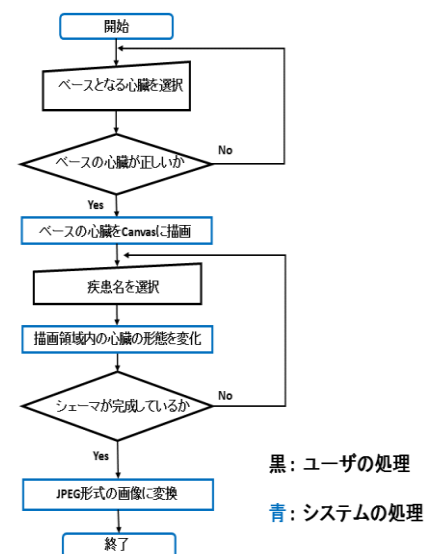 開始
ベースとなる心臓を選択
ベースの心臓が正しいか
No
Yes
ベースの心臓をCanvasに描画
疾患名を選択
描画領域内の心臓の形態を変化
シェーマが完成しているか
No
Yes
JPEG形式の画像に変換
終了
黒: ユーザの処理
青: システムの処理